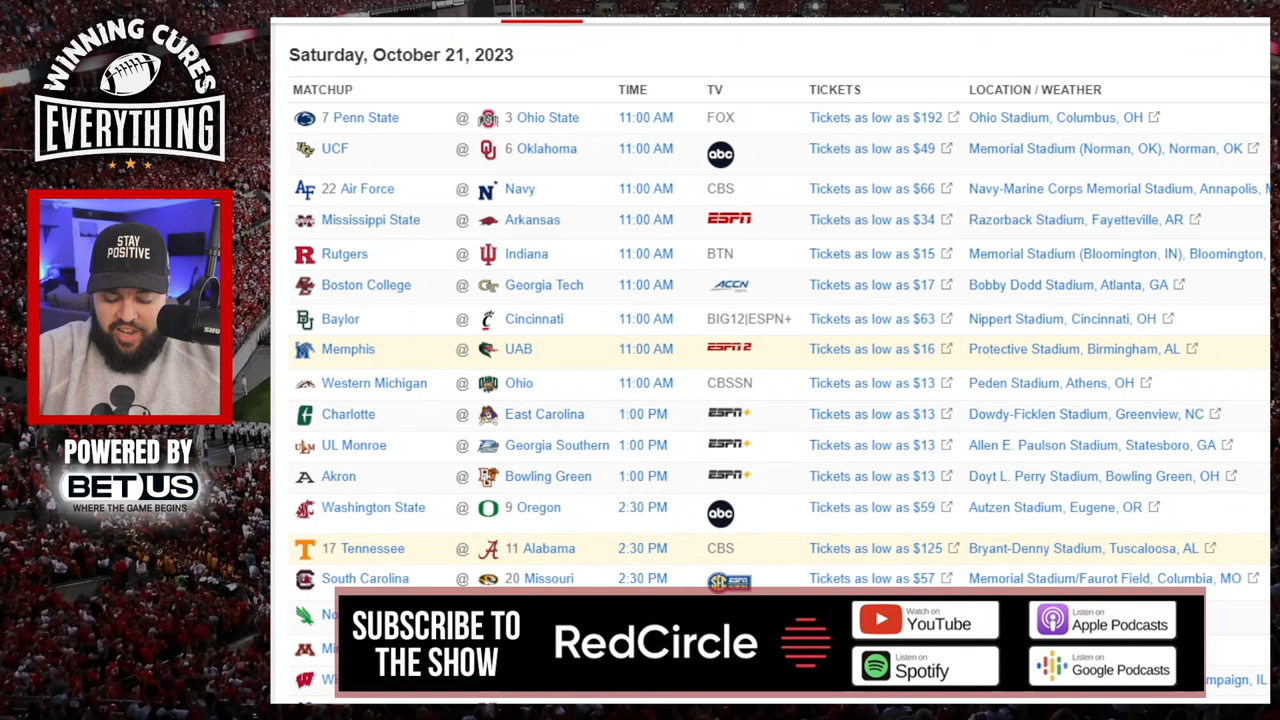 WINNING CURES
EVERYTHING
STAY
POSITIVE
SHU
POWERED BY
BETUS
WHERE THE GAME BEGINS
Saturday, October 21, 2023
MATCHUP TIME TV TICKETS LOCATION / WEATHER
7 Penn State @ 3 Ohio State 11:00 AM FOX Tickets as low as $192 Ohio Stadium, Columbus, OH
UCF @ 6 Oklahoma 11:00 AM abc Tickets as low as $49 Memorial Stadium (Norman, OK), Norman, OK
22 Air Force @ Navy 11:00 AM CBS Tickets as low as $66 Navy-Marine Corps Memorial Stadium, Annapolis,
Mississippi State @ Arkansas 11:00 AM ESPN Tickets as low as $34 Razorback Stadium, Fayetteville, AR
Rutgers @ Indiana 11:00 AM BTN Tickets as low as $15 Memorial Stadium (Bloomington, IN), Bloomington,
Boston College @ Georgia Tech 11:00 AM ACCN Tickets as low as $17 Bobby Dodd Stadium, Atlanta, GA
Baylor @ Cincinnati 11:00 AM BIG12|ESPN+ Tickets as low as $63 Nippert Stadium, Cincinnati, OH
Memphis @ UAB 11:00 AM ESPN2 Tickets as low as $16 Protective Stadium, Birmingham, AL
Western Michigan @ Ohio 11:00 AM CBSSN Tickets as low as $13 Peden Stadium, Athens, OH
Charlotte @ East Carolina 1:00 PM ESPN+ Tickets as low as $13 Dowdy-Ficklen Stadium, Greenview, NC
UL Monroe @ Georgia Southern 1:00 PM ESPN+ Tickets as low as $13 Allen E. Paulson Stadium, Statesboro, GA
Akron @ Bowling Green 1:00 PM ESPN+ Tickets as low as $13 Doyt L. Perry Stadium, Bowling Green, OH
Washington State @ 9 Oregon 2:30 PM abc Tickets as low as $59 Autzen Stadium, Eugene, OR
17 Tennessee @ 11 Alabama 2:30 PM CBS Tickets as low as $125 Bryant-Denny Stadium, Tuscaloosa, AL
South Carolina @ 20 Missouri 2:30 PM SEC ESPN Tickets as low as $57 Memorial Stadium/Faurot Field, Columbia, MO
No
Mi
Wi
mpaign, IL
SUBSCRIBE TO
THE SHOW
RedCircle
Watch on
YouTube
Listen on
Apple Podcasts
Listen on
Spotify
Listen on
Google Podcasts